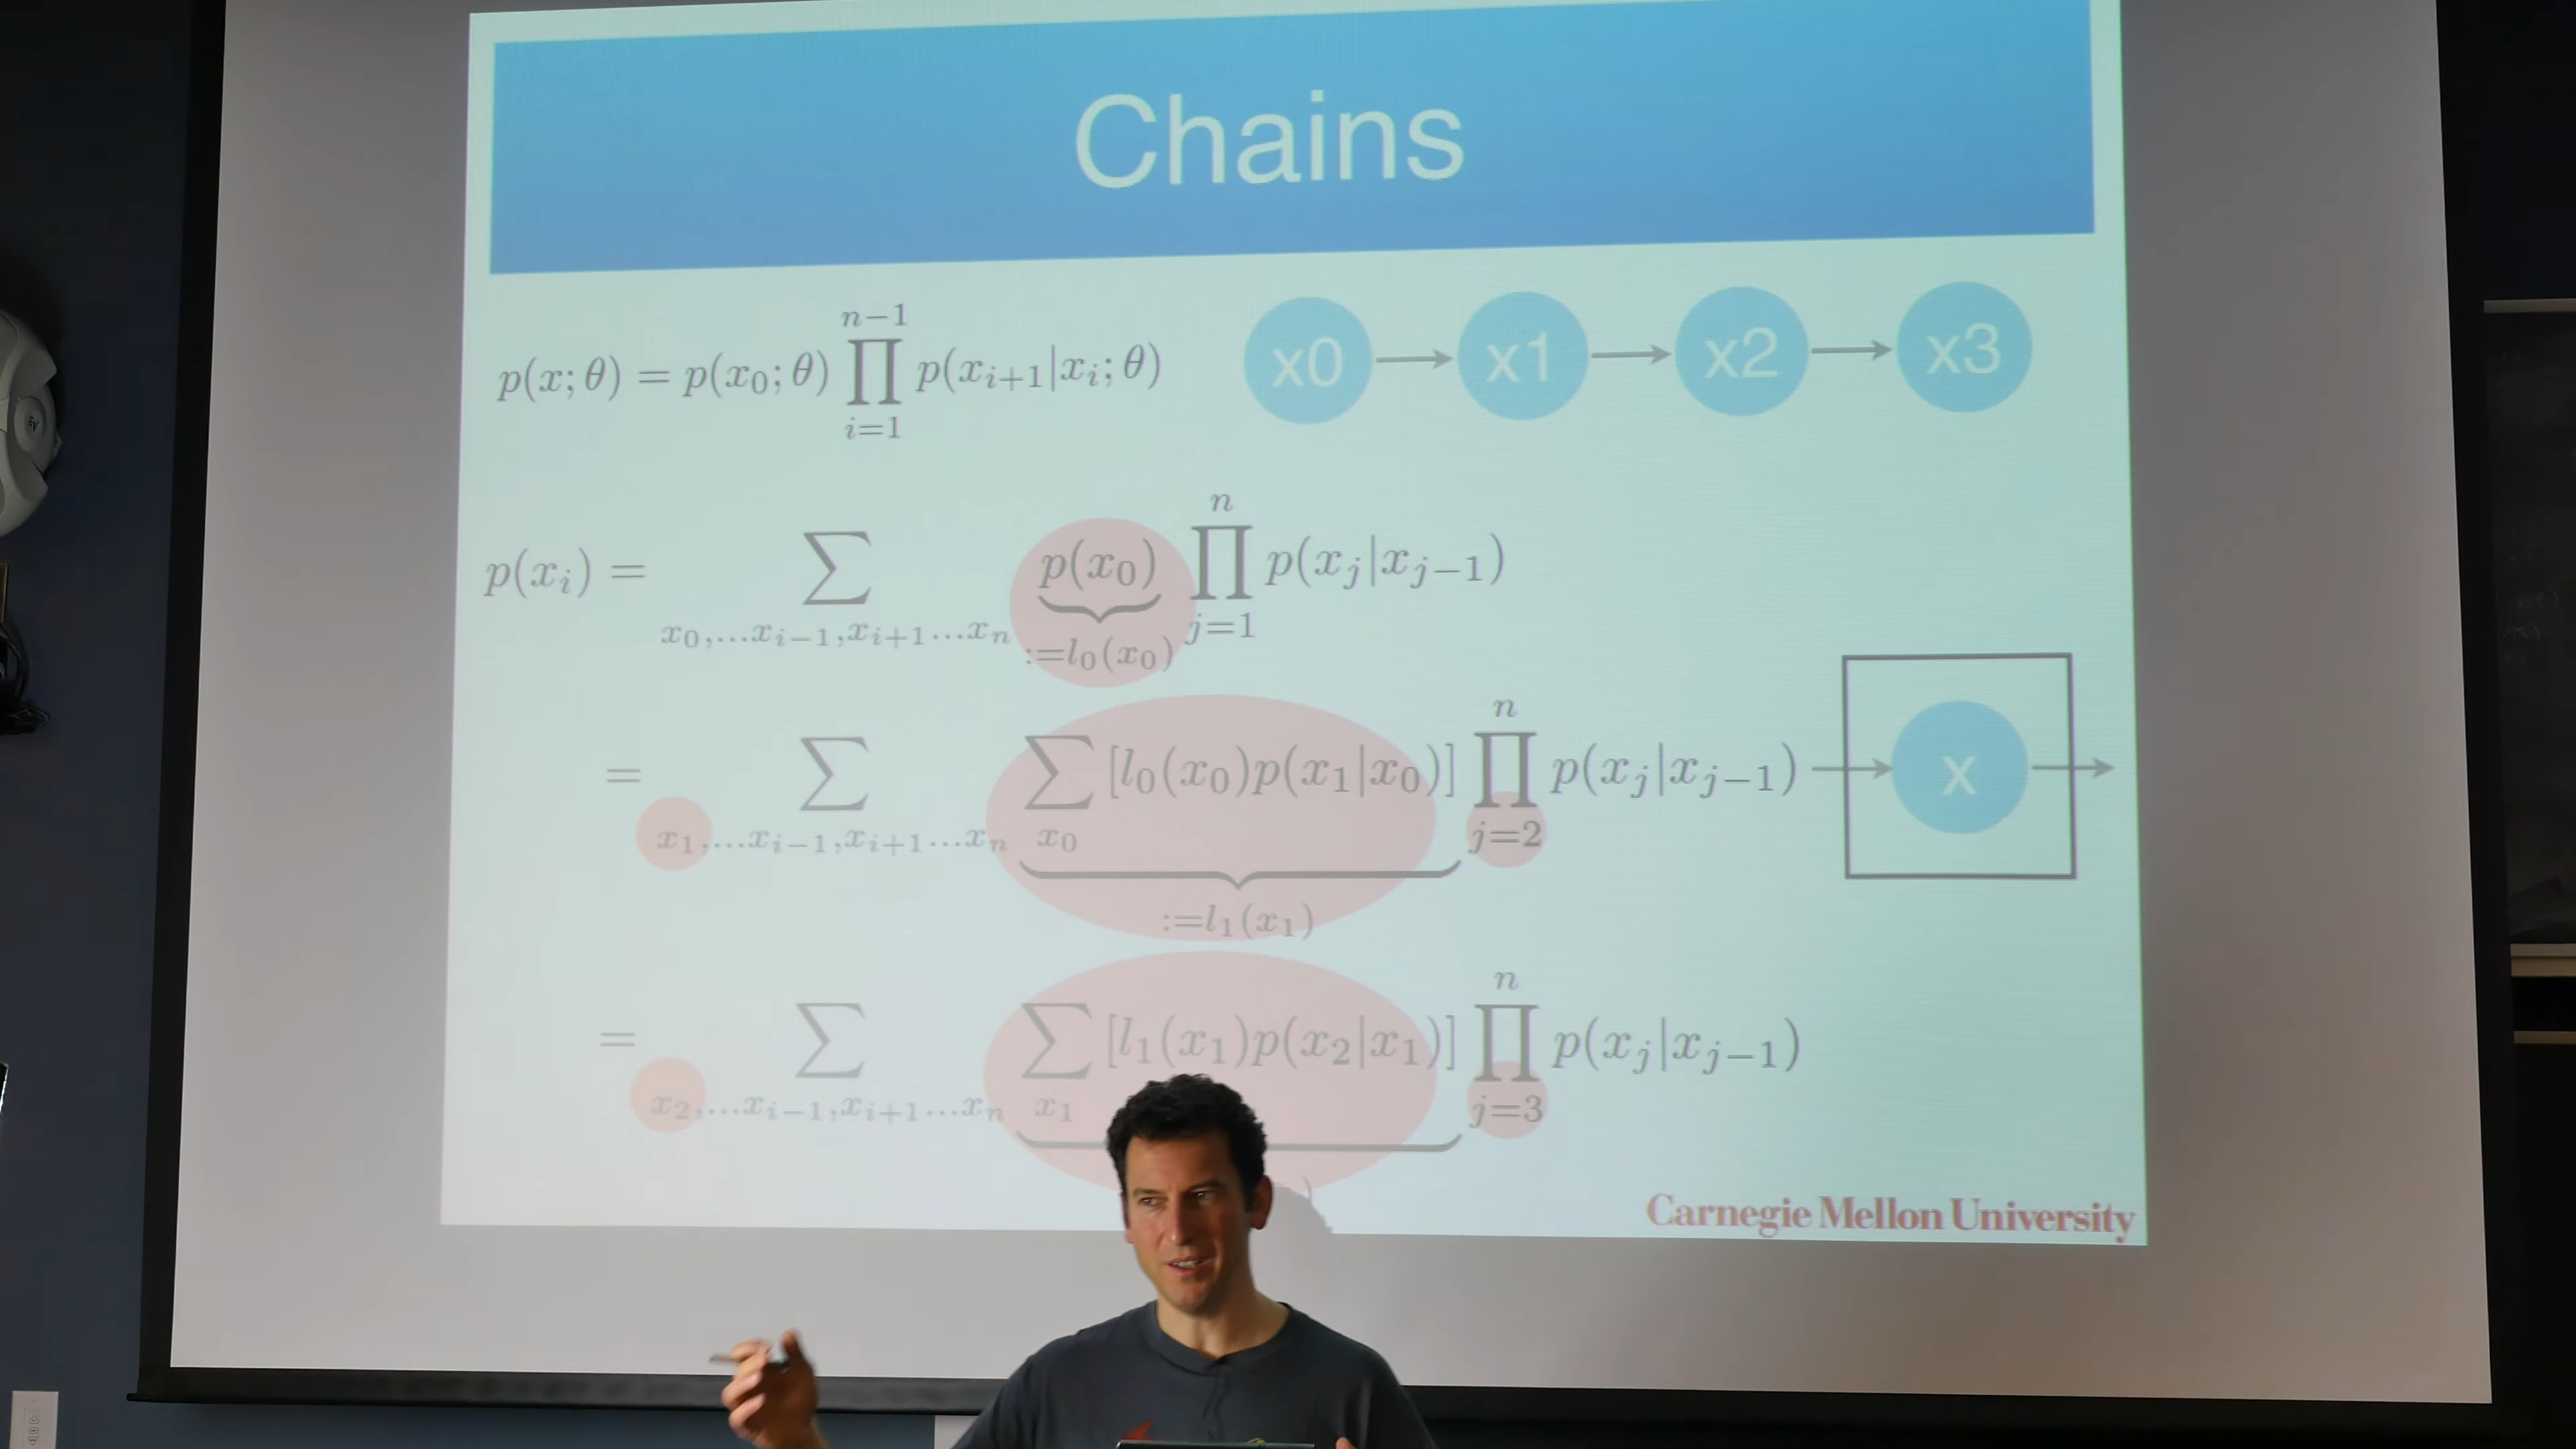 Chains
p(x; θ) = p(x₀; θ) ∏_{i=1}^{n−1} p(x_{i+1}|x_i; θ)
x0 x1 x2 x3
p(x_i) = ∑_{x₀,…x_{i−1},x_{i+1}…x_n} p(x₀) ∏_{j=1}^{n} p(x_j|x_{j−1})
:=l₀(x₀)
= ∑_{x₁,…x_{i−1},x_{i+1}…x_n} ∑_{x₀} [l₀(x₀)p(x₁|x₀)] ∏_{j=2}^{n} p(x_j|x_{j−1})
x
:=l₁(x₁)
= ∑_{x₂,…x_{i−1},x_{i+1}…x_n} ∑_{x₁} [l₁(x₁)p(x₂|x₁)] ∏_{j=3}^{n} p(x_j|x_{j−1})
Carnegie Mellon University